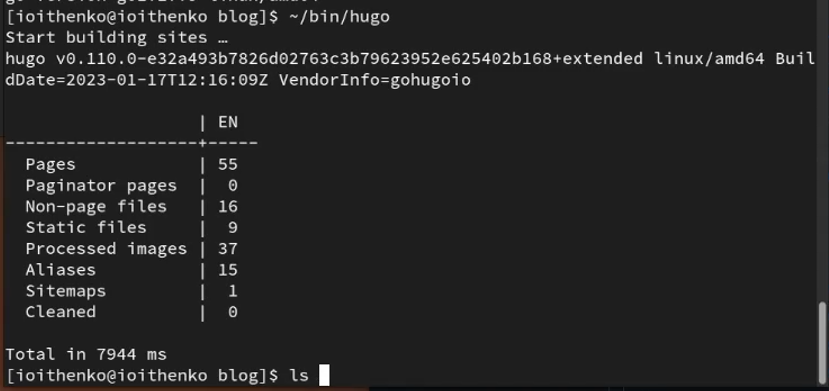 [ioithenko@ioithenko blog]$ ~/bin/hugo
Start building sites …
hugo v0.110.0-e32a493b7826d02763c3b79623952e625402b168+extended linux/amd64 Buil
dDate=2023-01-17T12:16:09Z VendorInfo=gohugoio
                   | EN
-------------------+-----
  Pages            | 55
  Paginator pages  |  0
  Non-page files   | 16
  Static files     |  9
  Processed images | 37
  Aliases          | 15
  Sitemaps         |  1
  Cleaned          |  0
Total in 7944 ms
[ioithenko@ioithenko blog]$ ls